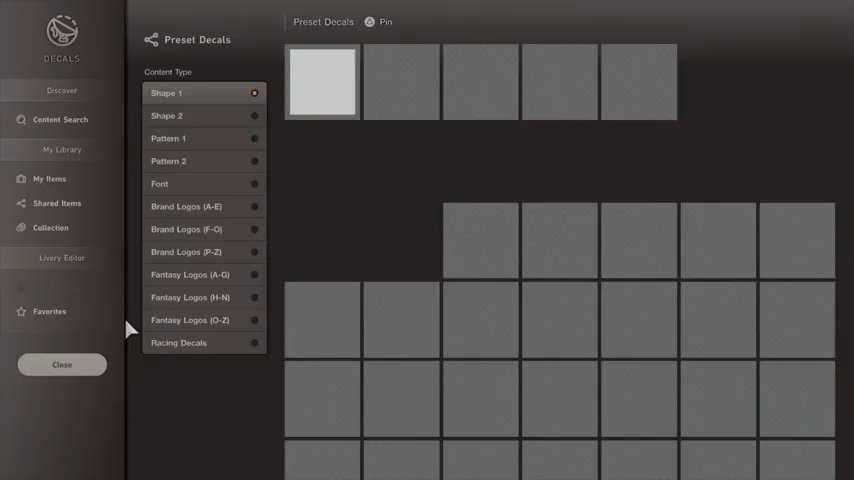 DECALS
Discover
Content Search
My Library
My Items
Shared Items
Collection
Livery Editor
Favorites
Close
Preset Decals
Content Type
Shape 1
Shape 2
Pattern 1
Pattern 2
Font
Brand Logos (A-E)
Brand Logos (F-O)
Brand Logos (P-Z)
Fantasy Logos (A-G)
Fantasy Logos (H-N)
Fantasy Logos (O-Z)
Racing Decals
Preset Decals Pin